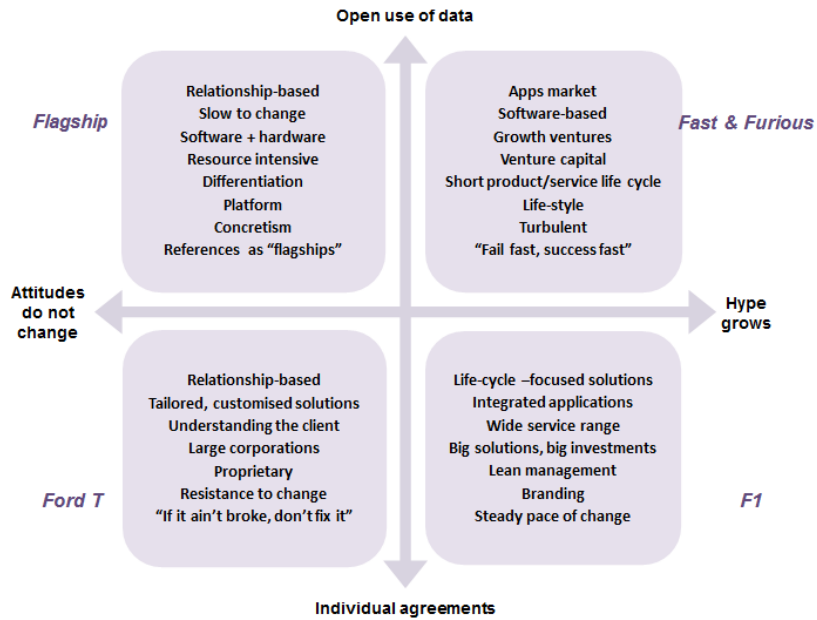 Open use of data
Flagship
Relationship-based
Slow to change
Software + hardware
Resource intensive
Differentiation
Platform
Concretism
References as “flagships”
Apps market
Software-based
Growth ventures
Venture capital
Short product/service life cycle
Life-style
Turbulent
“Fail fast, success fast”
Fast & Furious
Attitudes
do not
change
Hype
grows
Ford T
Relationship-based
Tailored, customised solutions
Understanding the client
Large corporations
Proprietary
Resistance to change
“If it ain’t broke, don’t fix it”
Life-cycle –focused solutions
Integrated applications
Wide service range
Big solutions, big investments
Lean management
Branding
Steady pace of change
F1
Individual agreements